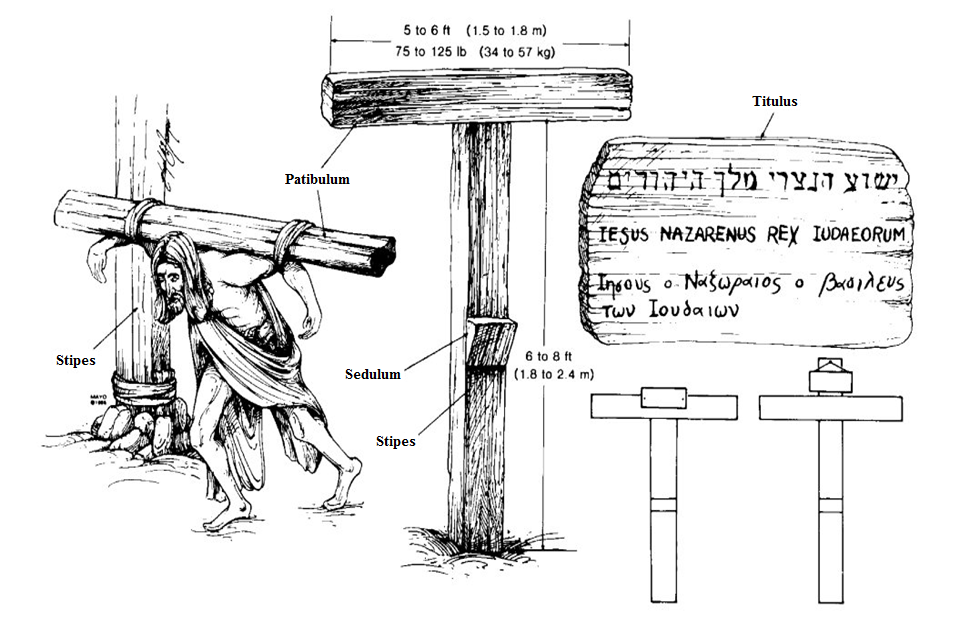 5 to 6 ft (1.5 to 1.8 m)
75 to 125 lb (34 to 57 kg)
Titulus
Patibulum
ישוע הנצרי מלך היהודים
IESUS NAZARENUS REX IUDAEORUM
Ιησους ο Ναξωραιος ο βασιλευς
των Ιουδαιων
Stipes
Sedulum
6 to 8 ft
(1.8 to 2.4 m)
MAYO
Stipes